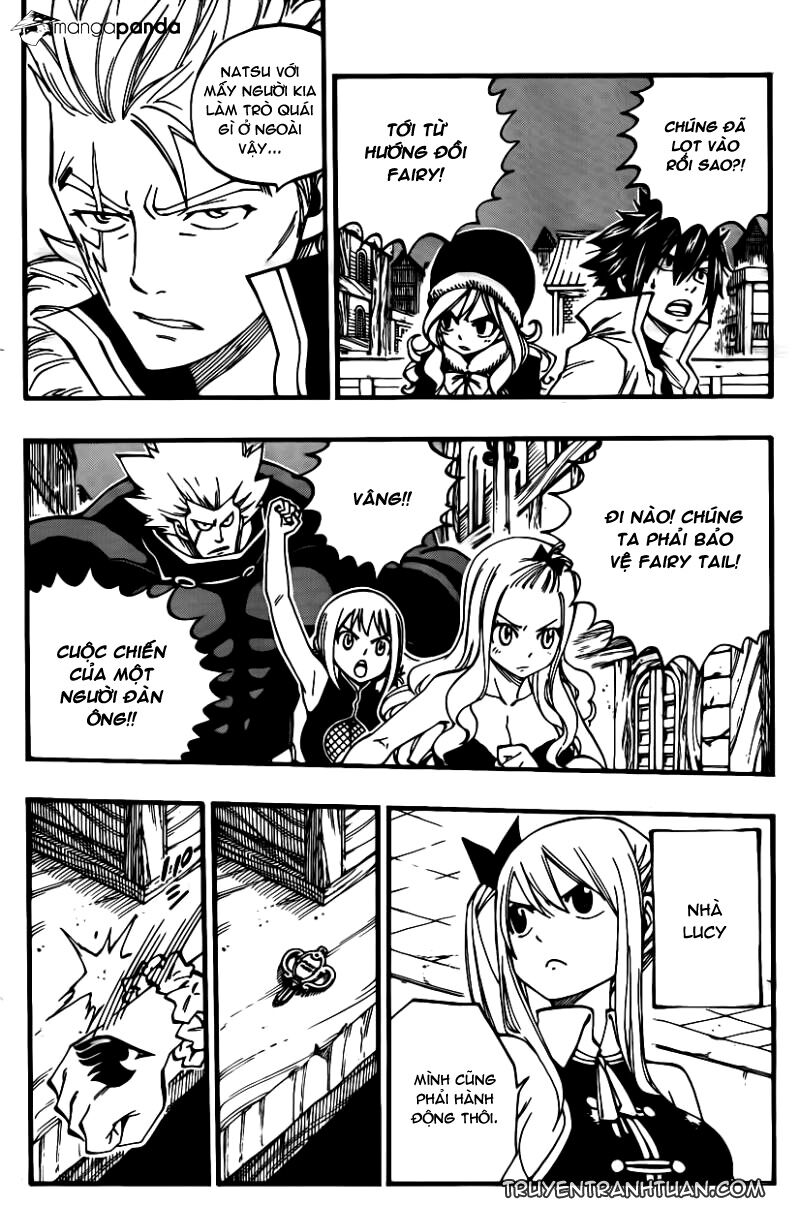 mangapanda
CHÚNG ĐÃ
LỌT VÀO
RỒI SAO?!
TỚI TỪ
HƯỚNG ĐỒI
FAIRY!
NATSU VỚI
MẤY NGƯỜI KIA
LÀM TRÒ QUÁI
GÌ Ở NGOÀI
VẬY...
ĐI NÀO! CHÚNG
TA PHẢI BẢO
VỆ FAIRY TAIL!
VÂNG!!
CUỘC CHIẾN
CỦA MỘT
NGƯỜI ĐÀN
ÔNG!!
NHÀ
LUCY
MÌNH CŨNG
PHẢI HÀNH
ĐỘNG THÔI.
TRUYENTRANHTUAN.COM